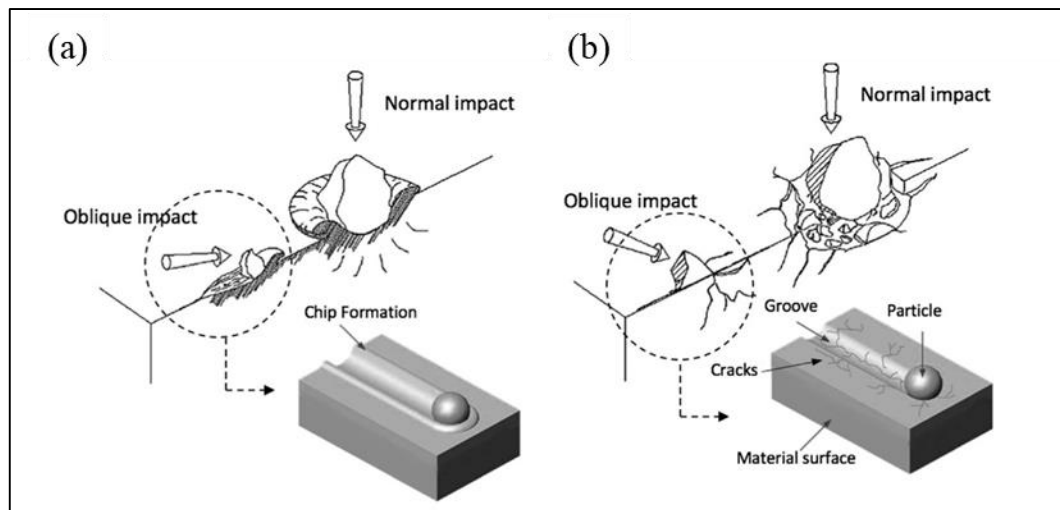 (a)
Normal impact
Oblique impact
Chip Formation
(b)
Normal impact
Oblique impact
Groove
Particle
Cracks
Material surface